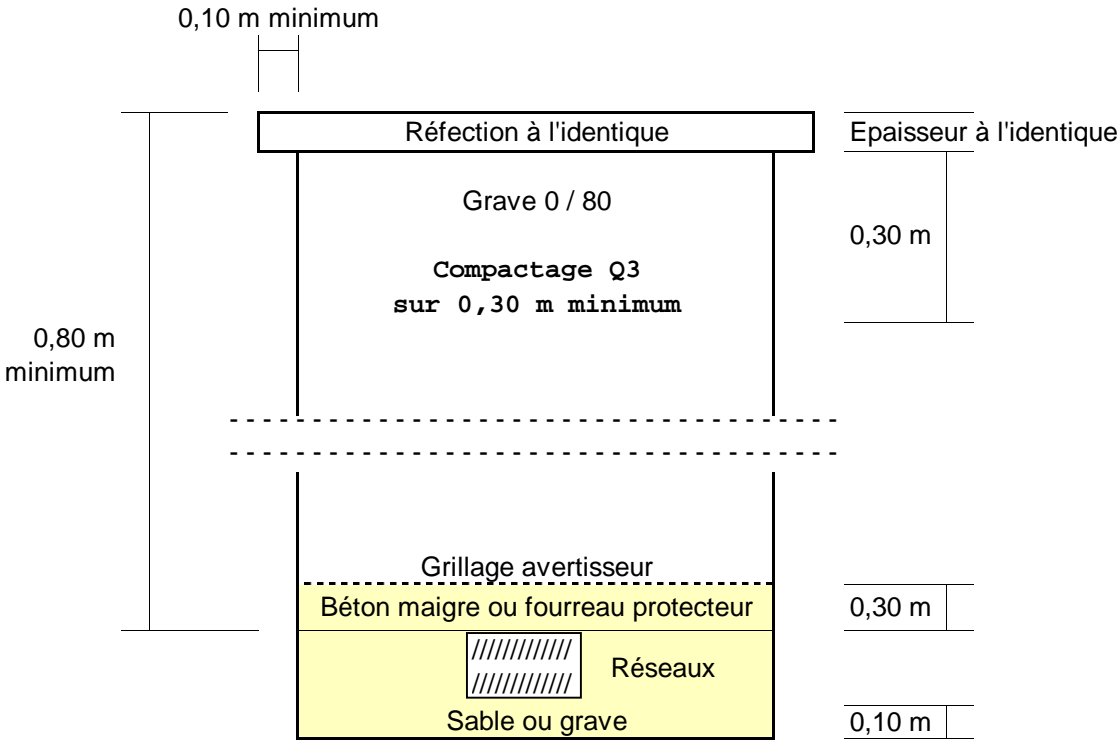 0,10 m minimum
Réfection à l'identique
Epaisseur à l'identique
Grave 0 / 80
0,30 m
Compactage Q3
sur 0,30 m minimum
0,80 m
minimum
Grillage avertisseur
Béton maigre ou fourreau protecteur
0,30 m
Réseaux
Sable ou grave
0,10 m